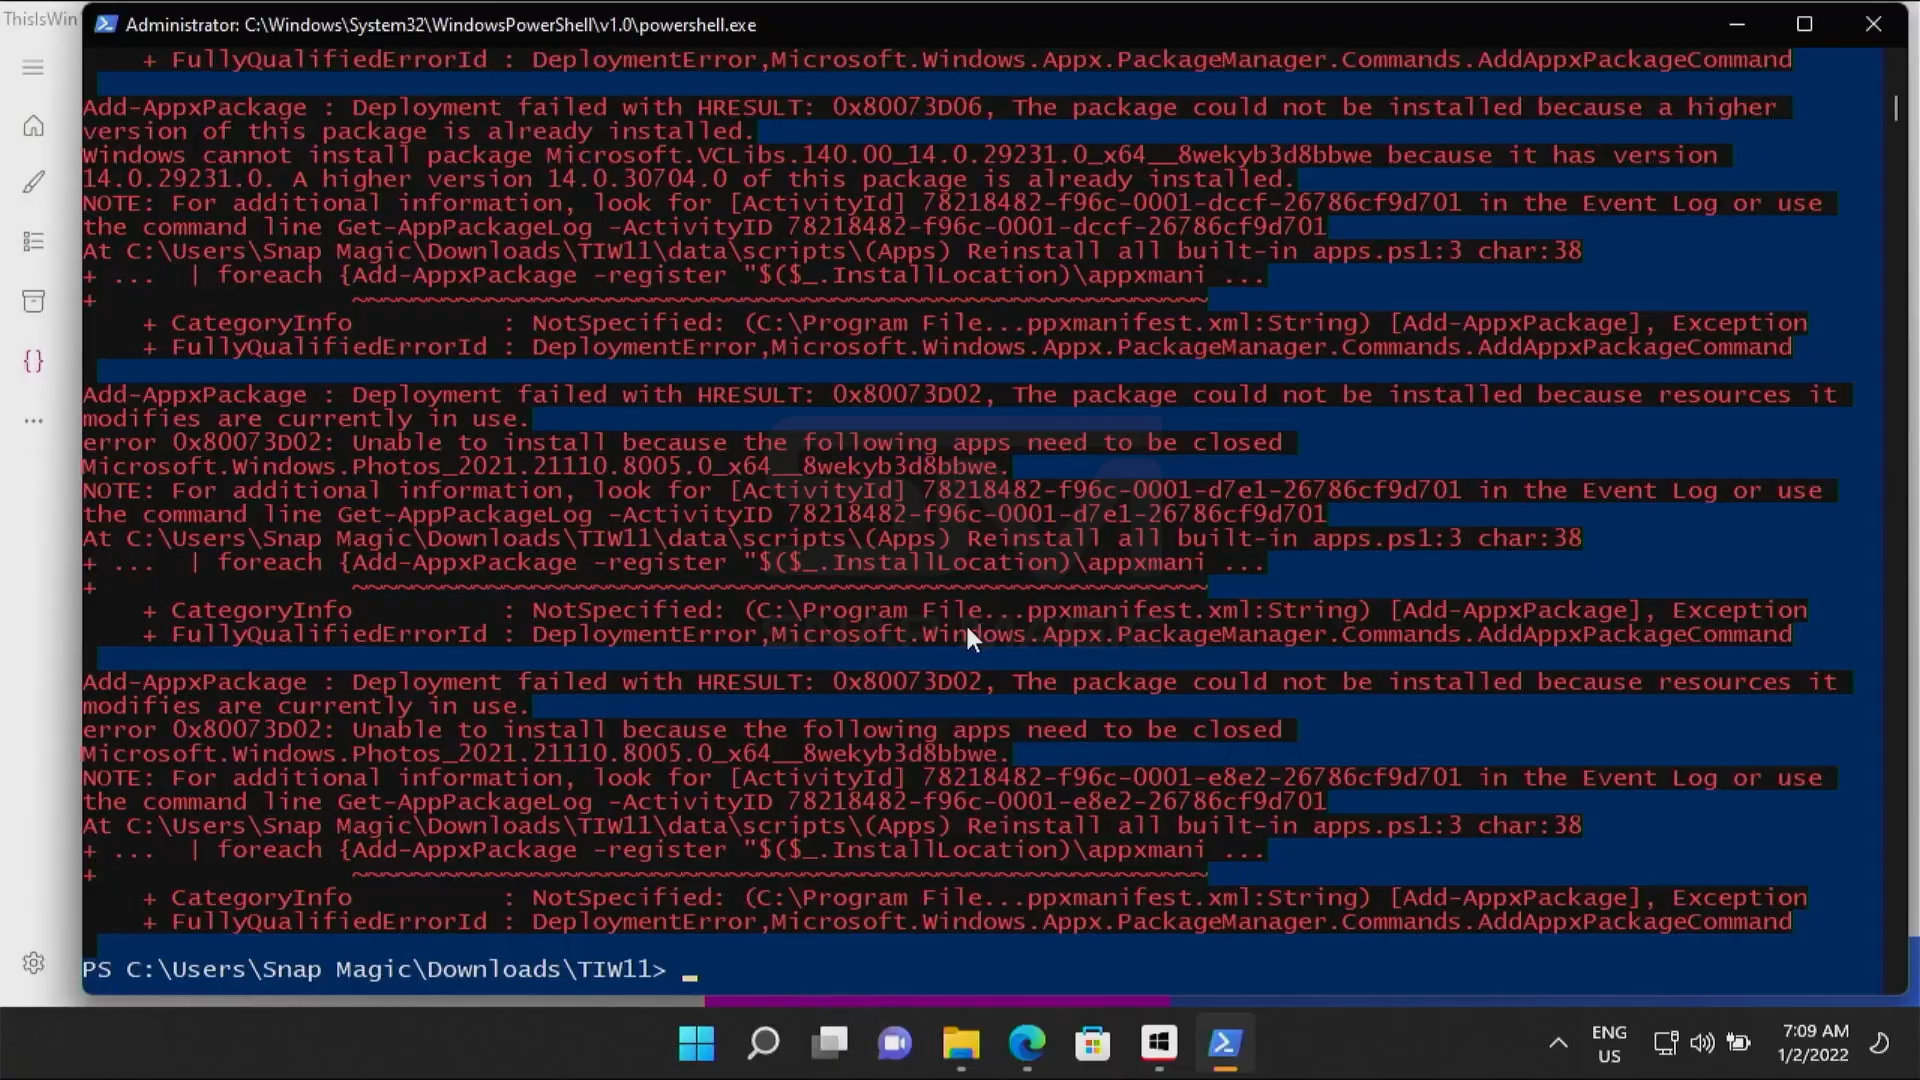 ThisIsWin
Administrator: C:\Windows\System32\WindowsPowerShell\v1.0\powershell.exe
+ FullyQualifiedErrorId : DeploymentError,Microsoft.Windows.Appx.PackageManager.Commands.AddAppxPackageCommand
Add-AppxPackage : Deployment failed with HRESULT: 0x80073D06, The package could not be installed because a higher
version of this package is already installed.
Windows cannot install package Microsoft.VCLibs.140.00_14.0.29231.0_x64__8wekyb3d8bbwe because it has version
14.0.29231.0. A higher version 14.0.30704.0 of this package is already installed.
NOTE: For additional information, look for [ActivityId] 78218482-f96c-0001-dccf-26786cf9d701 in the Event Log or use
the command line Get-AppPackageLog -ActivityID 78218482-f96c-0001-dccf-26786cf9d701
At C:\Users\Snap Magic\Downloads\TIW11\data\scripts\(Apps) Reinstall all built-in apps.ps1:3 char:38
+ ...  | foreach {Add-AppxPackage -register "$($_.InstallLocation)\appxmani ...
+ ~~~~~~~~~~~~~~~~~~~~~~~~~~~~~~~~~~~~~~~~~~~~~~~~~~~~~~~~~
+ CategoryInfo : NotSpecified: (C:\Program File...ppxmanifest.xml:String) [Add-AppxPackage], Exception
+ FullyQualifiedErrorId : DeploymentError,Microsoft.Windows.Appx.PackageManager.Commands.AddAppxPackageCommand
Add-AppxPackage : Deployment failed with HRESULT: 0x80073D02, The package could not be installed because resources it
modifies are currently in use.
error 0x80073D02: Unable to install because the following apps need to be closed
Microsoft.Windows.Photos_2021.21110.8005.0_x64__8wekyb3d8bbwe.
NOTE: For additional information, look for [ActivityId] 78218482-f96c-0001-d7e1-26786cf9d701 in the Event Log or use
the command line Get-AppPackageLog -ActivityID 78218482-f96c-0001-d7e1-26786cf9d701
At C:\Users\Snap Magic\Downloads\TIW11\data\scripts\(Apps) Reinstall all built-in apps.ps1:3 char:38
+ ...  | foreach {Add-AppxPackage -register "$($_.InstallLocation)\appxmani ...
+ ~~~~~~~~~~~~~~~~~~~~~~~~~~~~~~~~~~~~~~~~~~~~~~~~~~~~~~~~~
+ CategoryInfo : NotSpecified: (C:\Program File...ppxmanifest.xml:String) [Add-AppxPackage], Exception
+ FullyQualifiedErrorId : DeploymentError,Microsoft.Windows.Appx.PackageManager.Commands.AddAppxPackageCommand
Add-AppxPackage : Deployment failed with HRESULT: 0x80073D02, The package could not be installed because resources it
modifies are currently in use.
error 0x80073D02: Unable to install because the following apps need to be closed
Microsoft.Windows.Photos_2021.21110.8005.0_x64__8wekyb3d8bbwe.
NOTE: For additional information, look for [ActivityId] 78218482-f96c-0001-e8e2-26786cf9d701 in the Event Log or use
the command line Get-AppPackageLog -ActivityID 78218482-f96c-0001-e8e2-26786cf9d701
At C:\Users\Snap Magic\Downloads\TIW11\data\scripts\(Apps) Reinstall all built-in apps.ps1:3 char:38
+ ...  | foreach {Add-AppxPackage -register "$($_.InstallLocation)\appxmani ...
+ ~~~~~~~~~~~~~~~~~~~~~~~~~~~~~~~~~~~~~~~~~~~~~~~~~~~~~~~~~
+ CategoryInfo : NotSpecified: (C:\Program File...ppxmanifest.xml:String) [Add-AppxPackage], Exception
+ FullyQualifiedErrorId : DeploymentError,Microsoft.Windows.Appx.PackageManager.Commands.AddAppxPackageCommand
PS C:\Users\Snap Magic\Downloads\TIW11> _
ENG
US
7:09 AM
1/2/2022